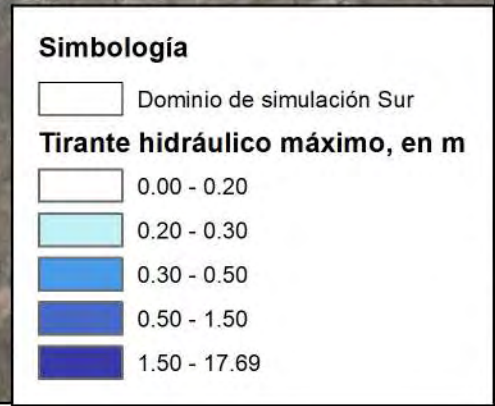 Simbología
Dominio de simulación Sur
Tirante hidráulico máximo, en m
0.00 - 0.20
0.20 - 0.30
0.30 - 0.50
0.50 - 1.50
1.50 - 17.69